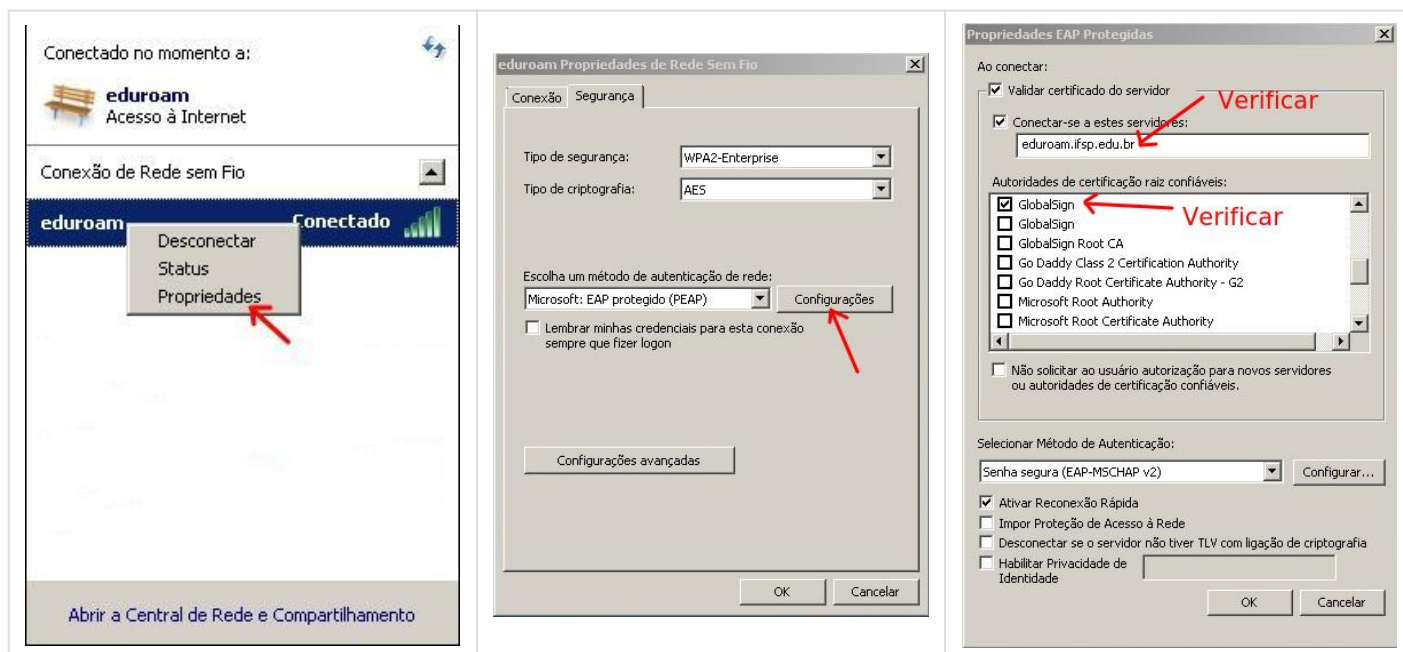 Conectado no momento a:
eduroam
Acesso à Internet
Conexão de Rede sem Fio
eduroam Conectado
Desconectar
Status
Propriedades
Abrir a Central de Rede e Compartilhamento
eduroam Propriedades de Rede Sem Fio
Conexão Segurança
Tipo de segurança: WPA2-Enterprise
Tipo de criptografia: AES
Escolha um método de autenticação de rede:
Microsoft: EAP protegido (PEAP) Configurações
Lembrar minhas credenciais para esta conexão
sempre que fizer logon
Configurações avançadas
OK Cancelar
Propriedades EAP Protegidas
Ao conectar:
Validar certificado do servidor
Verificar
Conectar-se a estes servidores:
eduroam.ifsp.edu.br
Autoridades de certificação raiz confiáveis:
GlobalSign
Verificar
GlobalSign
GlobalSign Root CA
Go Daddy Class 2 Certification Authority
Go Daddy Root Certificate Authority - G2
Microsoft Root Authority
Microsoft Root Certificate Authority
Não solicitar ao usuário autorização para novos servidores
ou autoridades de certificação confiáveis.
Selecionar Método de Autenticação:
Senha segura (EAP-MSCHAP v2) Configurar...
Ativar Reconexão Rápida
Impor Proteção de Acesso à Rede
Desconectar se o servidor não tiver TLV com ligação de criptografia
Habilitar Privacidade de
Identidade
OK Cancelar